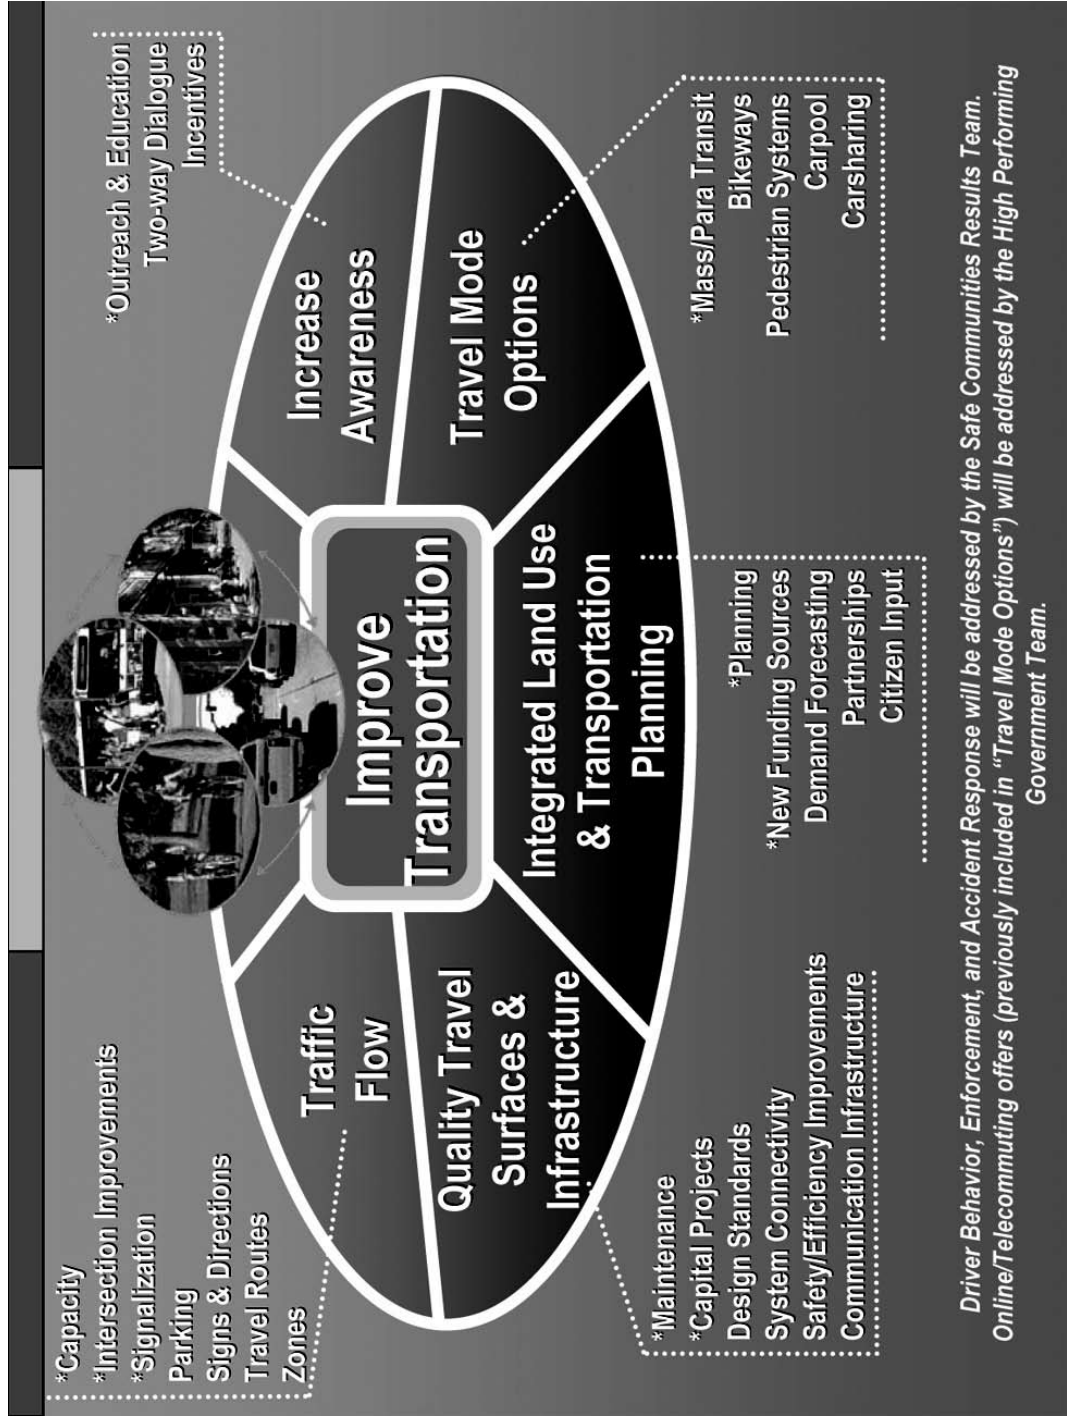 *Capacity
*Intersection Improvements
*Signalization
Parking
Signs & Directions
Travel Routes
Zones
*Outreach & Education
Two-way Dialogue
Incentives
Improve
Transportation
Traffic
Flow
Increase
Awareness
Quality Travel
Surfaces &
Infrastructure
Travel Mode
Options
Integrated Land Use
& Transportation
Planning
*Maintenance
*Capital Projects
Design Standards
System Connectivity
Safety/Efficiency Improvements
Communication Infrastructure
*Planning
*New Funding Sources
Demand Forecasting
Partnerships
Citizen Input
*Mass/Para Transit
Bikeways
Pedestrian Systems
Carpool
Carsharing
Driver Behavior, Enforcement, and Accident Response will be addressed by the Safe Communities Results Team.
Online/Telecommuting offers (previously included in “Travel Mode Options”) will be addressed by the High Performing
Government Team.